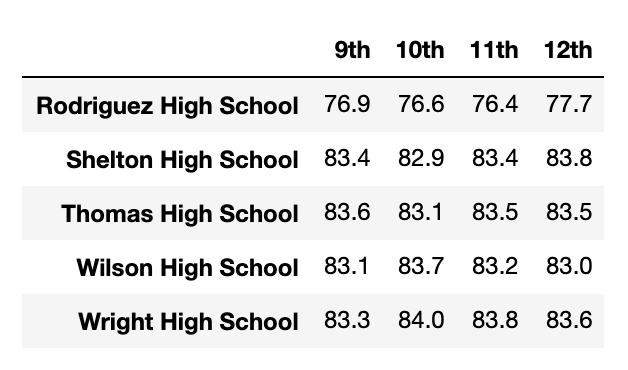 9th 10th 11th 12th
Rodriguez High School 76.9 76.6 76.4 77.7
Shelton High School 83.4 82.9 83.4 83.8
Thomas High School 83.6 83.1 83.5 83.5
Wilson High School 83.1 83.7 83.2 83.0
Wright High School 83.3 84.0 83.8 83.6